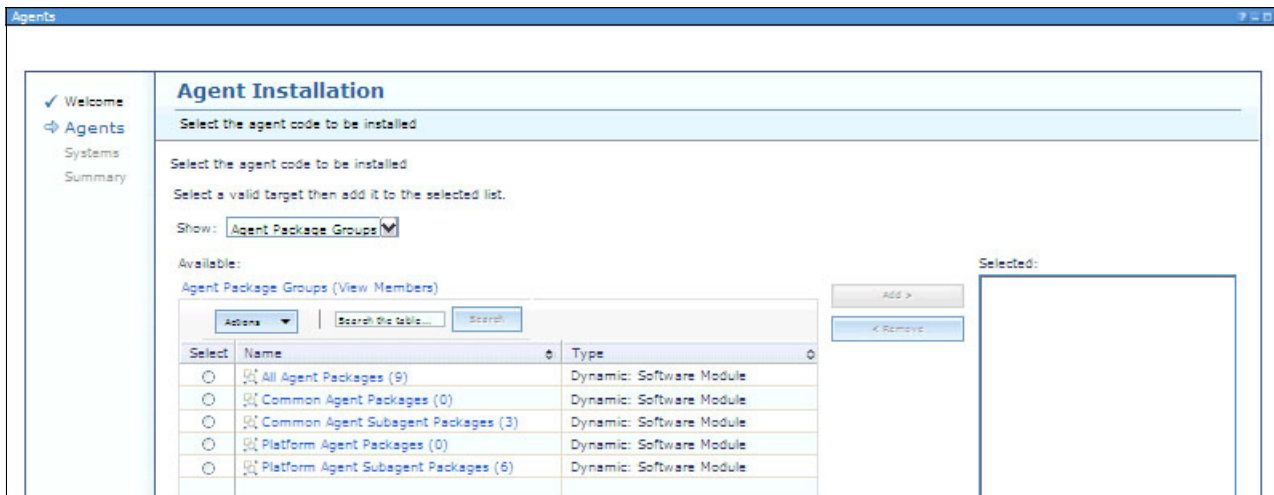 Agents
Welcome
Agents
Systems
Summary
Agent Installation
Select the agent code to be installed
Select the agent code to be installed
Select a valid target then add it to the selected list.
Show: Agent Package Groups
Available:
Agent Package Groups (View Members)
Actions Search the table... Search
Select Name Type
All Agent Packages (9) Dynamic: Software Module
Common Agent Packages (0) Dynamic: Software Module
Common Agent Subagent Packages (3) Dynamic: Software Module
Platform Agent Packages (0) Dynamic: Software Module
Platform Agent Subagent Packages (6) Dynamic: Software Module
Add >
< Remove
Selected: